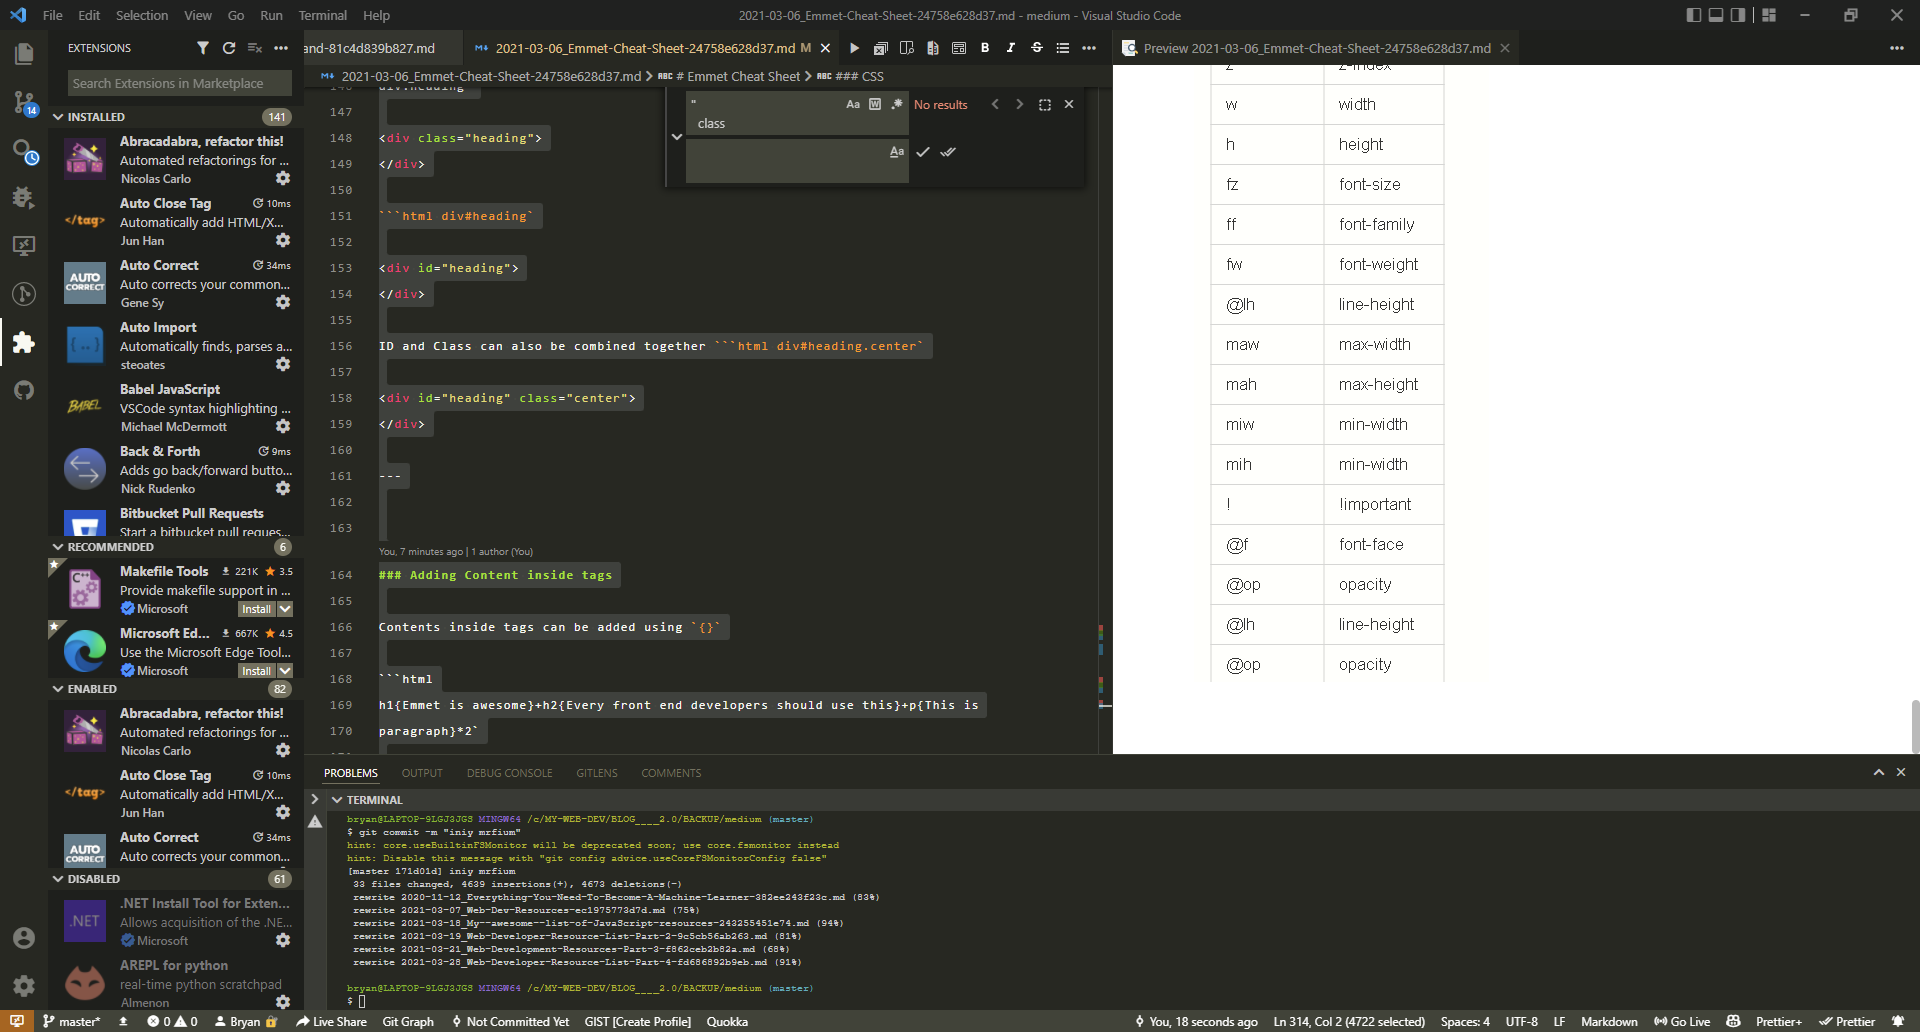 File Edit Selection View Go Run Terminal Help
2021-03-06_Emmet-Cheat-Sheet-24758e628d37.md - medium - Visual Studio Code
EXTENSIONS
Search Extensions in Marketplace
INSTALLED 141
Abracadabra, refactor this!
Automated refactorings for ...
Nicolas Carlo
Auto Close Tag 10ms
Automatically add HTML/X...
Jun Han
Auto Correct 34ms
Auto corrects your common...
Gene Sy
Auto Import
Automatically finds, parses a...
steoates
Babel JavaScript
VSCode syntax highlighting ...
Michael McDermott
Back & Forth 9ms
Adds go back/forward butto...
Nick Rudenko
Bitbucket Pull Requests
Start a bitbucket pull reques...
RECOMMENDED 6
Makefile Tools 221K 3.5
Provide makefile support in ...
Microsoft Install
Microsoft Ed... 667K 4.5
Use the Microsoft Edge Tool...
Microsoft Install
ENABLED 82
Abracadabra, refactor this!
Automated refactorings for ...
Nicolas Carlo
Auto Close Tag 10ms
Automatically add HTML/X...
Jun Han
Auto Correct 34ms
Auto corrects your common...
DISABLED 61
.NET Install Tool for Exten...
Allows acquisition of the .NE...
Microsoft
AREPL for python
real-time python scratchpad
Almenon
14
</tag>
AUTO CORRECT
{..}
BABEL
C++
</tag>
AUTO CORRECT
.NET
and-81c4d839b827.md
2021-03-06_Emmet-Cheat-Sheet-24758e628d37.md M
2021-03-06_Emmet-Cheat-Sheet-24758e628d37.md > # Emmet Cheat Sheet > ### CSS
"
class
No results
146 div.heading
147
148 <div class="heading">
149 </div>
150
151 ```html div#heading`
152
153 <div id="heading">
154 </div>
155
156 ID and Class can also be combined together ```html div#heading.center`
157
158 <div id="heading" class="center">
159 </div>
160
161 ---
162
163
You, 7 minutes ago | 1 author (You)
164 ### Adding Content inside tags
165
166 Contents inside tags can be added using `{}`
167
168 ```html
169 h1{Emmet is awesome}+h2{Every front end developers should use this}+p{This is
170 paragraph}*2`
Preview 2021-03-06_Emmet-Cheat-Sheet-24758e628d37.md
z z-index
w width
h height
fz font-size
ff font-family
fw font-weight
@lh line-height
maw max-width
mah max-height
miw min-width
mih min-width
! !important
@f font-face
@op opacity
@lh line-height
@op opacity
PROBLEMS OUTPUT DEBUG CONSOLE GITLENS COMMENTS
TERMINAL
bryan@LAPTOP-9LGJ3JGS MINGW64 /c/MY-WEB-DEV/BLOG____2.0/BACKUP/medium (master)
$ git commit -m "iniy mrfium"
hint: core.useBuiltinFSMonitor will be deprecated soon; use core.fsmonitor instead
hint: Disable this message with "git config advice.useCoreFSMonitorConfig false"
[master 171d01d] iniy mrfium
33 files changed, 4639 insertions(+), 4673 deletions(-)
rewrite 2020-11-12_Everything-You-Need-To-Become-A-Machine-Learner-382ee243f23c.md (83%)
rewrite 2021-03-07_Web-Dev-Resources-ec1975773d7d.md (75%)
rewrite 2021-03-18_My--awesome--list-of-JavaScript-resources-243255451e74.md (94%)
rewrite 2021-03-19_Web-Developer-Resource-List-Part-2-9c5cb56ab263.md (81%)
rewrite 2021-03-21_Web-Development-Resources-Part-3-f862ceb2b82a.md (68%)
rewrite 2021-03-28_Web-Developer-Resource-List-Part-4-fd686892b9eb.md (91%)
bryan@LAPTOP-9LGJ3JGS MINGW64 /c/MY-WEB-DEV/BLOG____2.0/BACKUP/medium (master)
$
master* 0 0 Bryan Live Share Git Graph Not Committed Yet GIST [Create Profile] Quokka You, 18 seconds ago Ln 314, Col 2 (4722 selected) Spaces: 4 UTF-8 LF Markdown Go Live Prettier+ Prettier